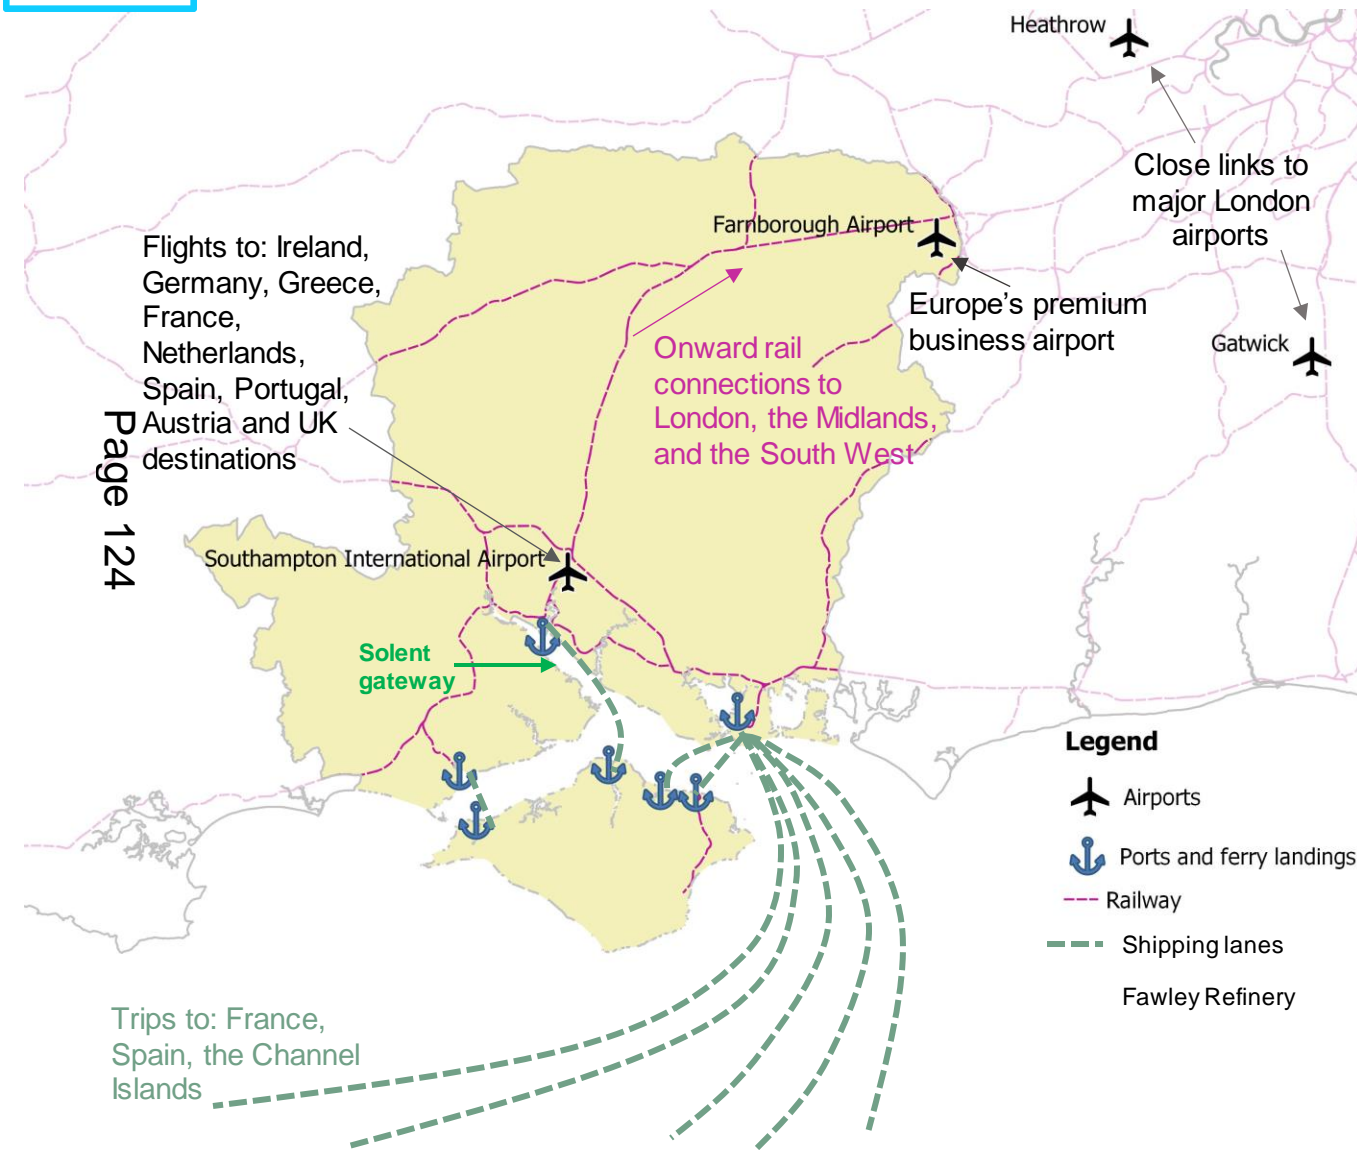 Heathrow
Close links to
major London
airports
Farnborough Airport
Flights to: Ireland,
Germany, Greece,
France,
Netherlands,
Spain, Portugal,
Austria and UK
destinations
Europe's premium
business airport
Gatwick
Onward rail
connections to
London, the Midlands,
and the South West
Page 124
Southampton International Airport
Solent
gateway
Legend
Airports
Ports and ferry landings
Railway
Shipping lanes
Fawley Refinery
Trips to: France,
Spain, the Channel
Islands